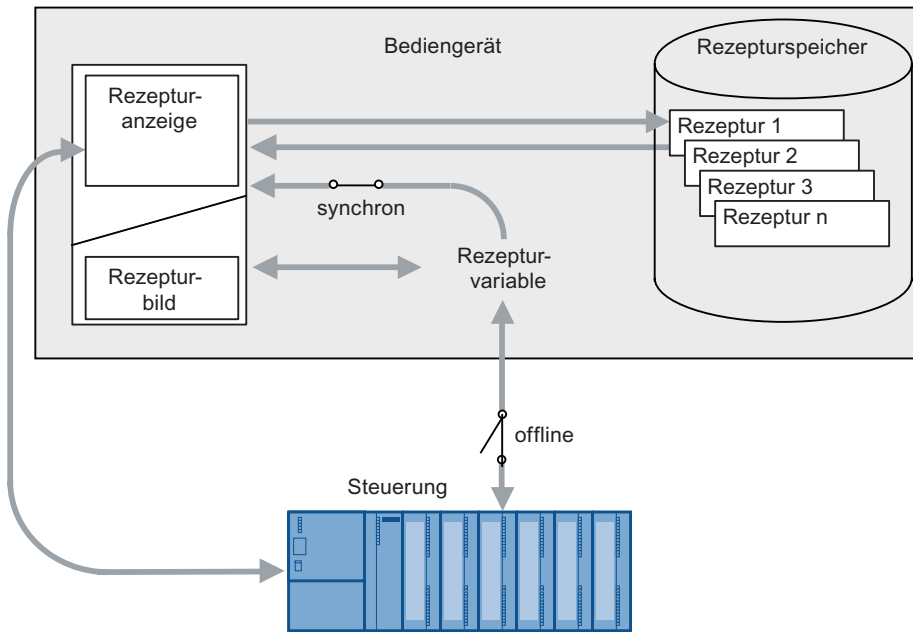 Bediengerät
Rezepturspeicher
Rezeptur-
anzeige
Rezeptur 1
Rezeptur 2
Rezeptur 3
Rezeptur n
synchron
Rezeptur-
variable
Rezeptur-
bild
offline
Steuerung